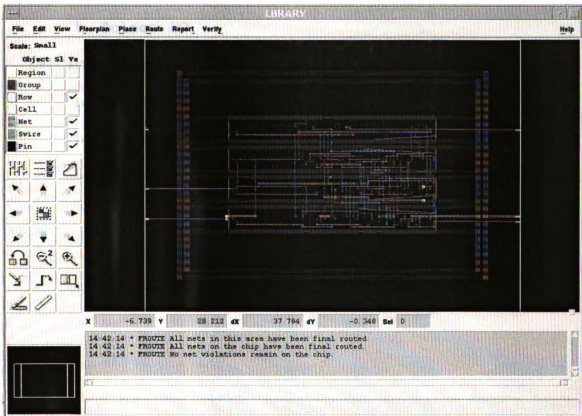 LIBRARY
File Edit View Floorplan Place Route Report Verify Help
Scale: Small
Object Sl Vs
Region
Group
Row
Cell
Net
Swire
Pin
X -6.739 Y 28.212 dX 37.784 dY -0.346 Sel 0
14:42:14 * FROUTE All nets in this area have been final routed.
14:42:14 * FROUTE All nets on the chip have been final routed.
14:42:14 * FROUTE No net violations remain on the chip.